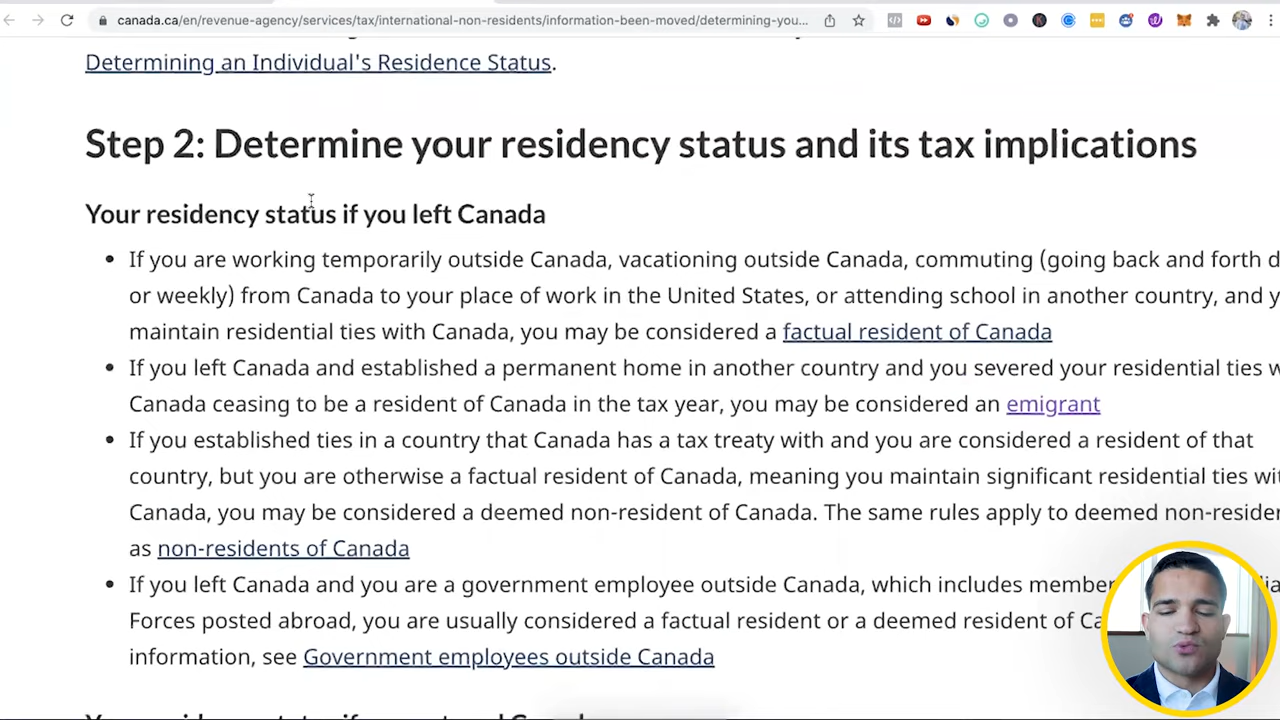 canada.ca/en/revenue-agency/services/tax/international-non-residents/information-been-moved/determining-you...
Determining an Individual's Residence Status.
Step 2: Determine your residency status and its tax implications
Your residency status if you left Canada
If you are working temporarily outside Canada, vacationing outside Canada, commuting (going back and forth
or weekly) from Canada to your place of work in the United States, or attending school in another country, and
maintain residential ties with Canada, you may be considered a factual resident of Canada
If you left Canada and established a permanent home in another country and you severed your residential ties
Canada ceasing to be a resident of Canada in the tax year, you may be considered an emigrant
If you established ties in a country that Canada has a tax treaty with and you are considered a resident of that
country, but you are otherwise a factual resident of Canada, meaning you maintain significant residential ties
Canada, you may be considered a deemed non-resident of Canada. The same rules apply to deemed
as non-residents of Canada
If you left Canada and you are a government employee outside Canada, which includes
Forces posted abroad, you are usually considered a factual resident or a deemed resident of
information, see Government employees outside Canada